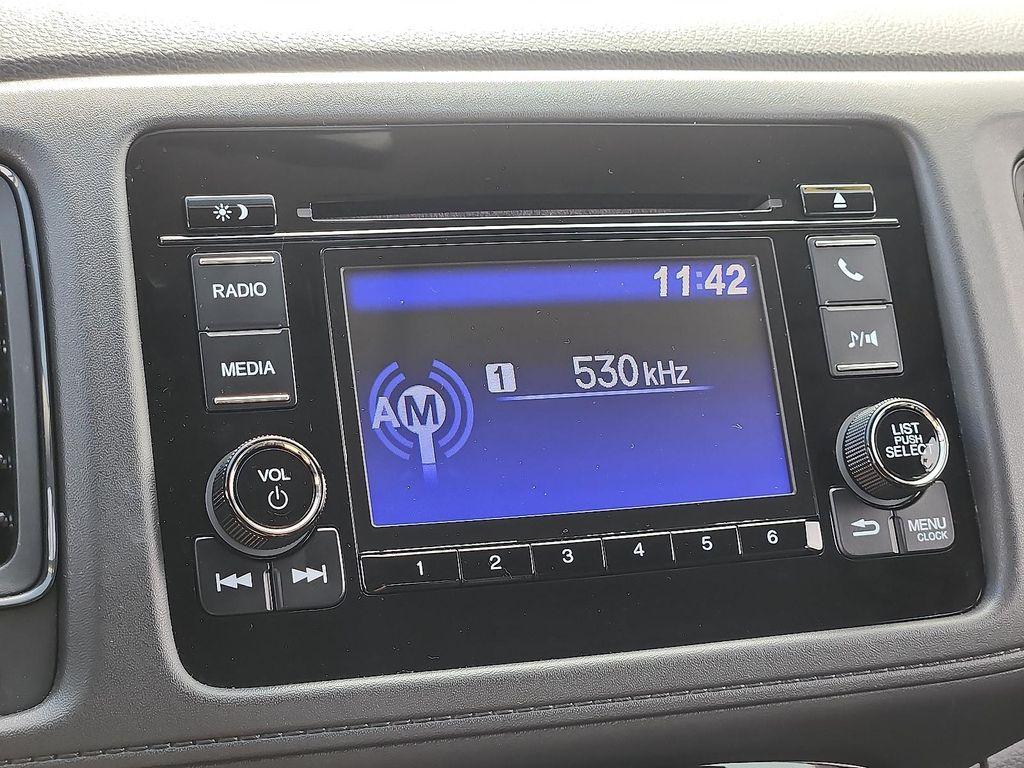 11:42
RADIO
MEDIA
1
530 kHz
AM
LIST
PUSH
SELECT
VOL
MENU
CLOCK
1 2 3 4 5 6